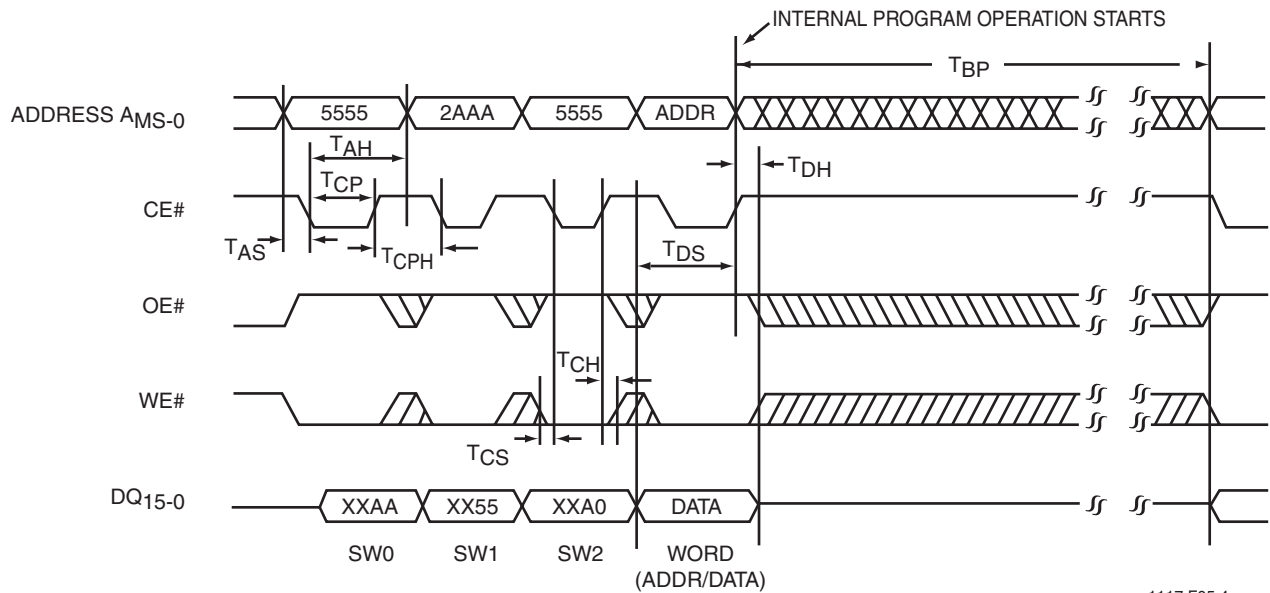 INTERNAL PROGRAM OPERATION STARTS
TBP
ADDRESS AMS-0
5555
2AAA
5555
ADDR
TAH
TDH
TCP
CE#
TAS
TCPH
TDS
OE#
TCH
WE#
TCS
DQ15-0
XXAA
XX55
XXA0
DATA
SW0
SW1
SW2
WORD
(ADDR/DATA)